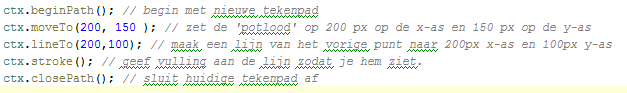 ctx.beginPath(); // begin met nieuwe tekenpad
ctx.moveTo(200, 150 ); // zet de 'potlood' op 200 px op de x-as en 150 px op de y-as
ctx.lineTo(200,100); // maak een lijn van het vorige punt naar 200px x-as en 100px y-as
ctx.stroke(); // geef vulling aan de lijn zodat je hem ziet.
ctx.closePath(); // sluit huidige tekenpad af